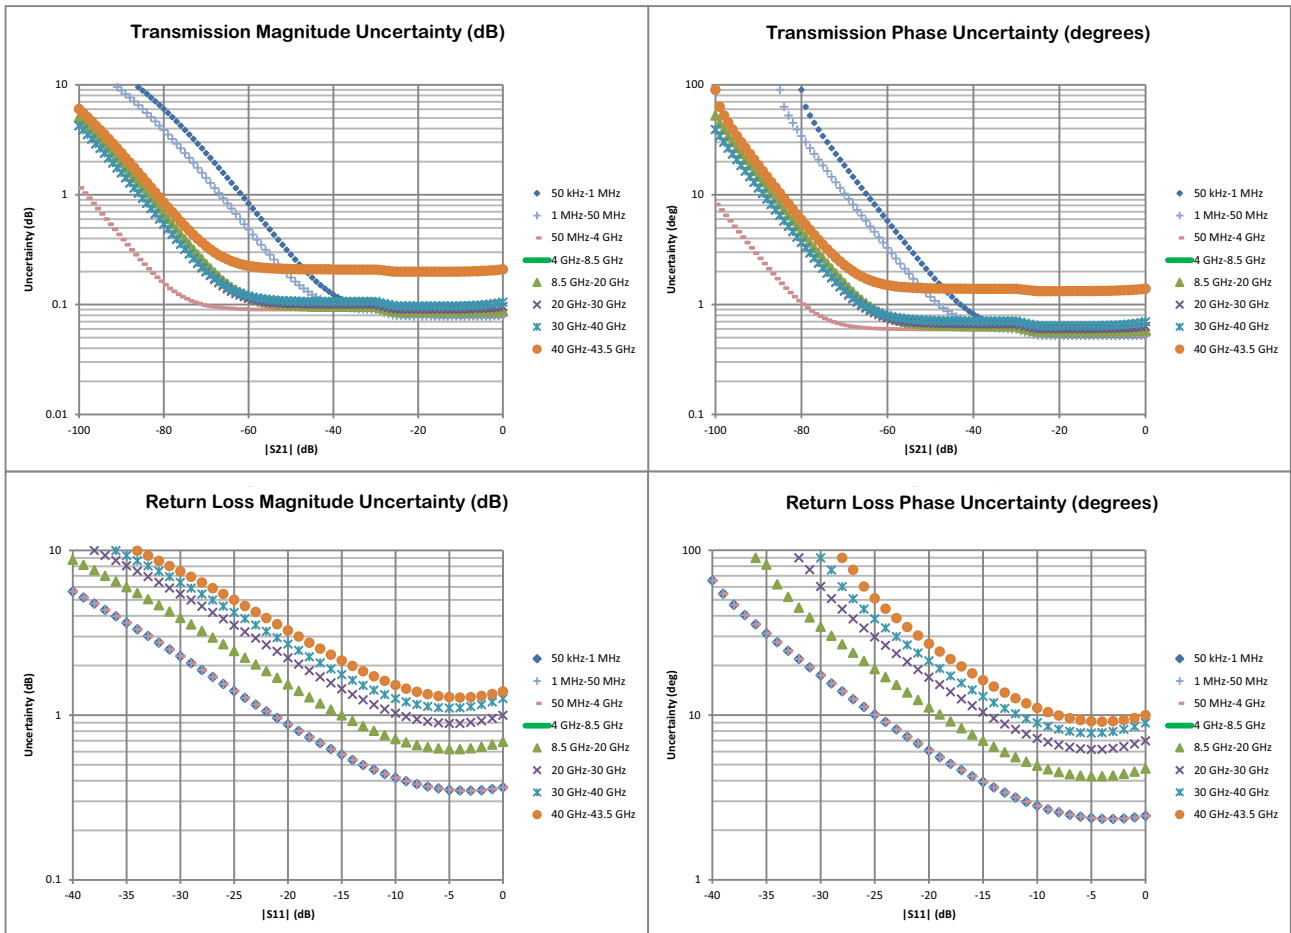 Transmission Magnitude Uncertainty (dB)
10
1
0.1
0.01
Uncertainty (dB)
-100
-80
-60
-40
-20
0
|S21| (dB)
50 kHz-1 MHz
1 MHz-50 MHz
50 MHz-4 GHz
4 GHz-8.5 GHz
8.5 GHz-20 GHz
20 GHz-30 GHz
30 GHz-40 GHz
40 GHz-43.5 GHz
Transmission Phase Uncertainty (degrees)
100
10
1
0.1
Uncertainty (deg)
-100
-80
-60
-40
-20
0
|S21| (dB)
50 kHz-1 MHz
1 MHz-50 MHz
50 MHz-4 GHz
4 GHz-8.5 GHz
8.5 GHz-20 GHz
20 GHz-30 GHz
30 GHz-40 GHz
40 GHz-43.5 GHz
Return Loss Magnitude Uncertainty (dB)
10
1
0.1
Uncertainty (dB)
-40
-35
-30
-25
-20
-15
-10
-5
0
|S11| (dB)
50 kHz-1 MHz
1 MHz-50 MHz
50 MHz-4 GHz
4 GHz-8.5 GHz
8.5 GHz-20 GHz
20 GHz-30 GHz
30 GHz-40 GHz
40 GHz-43.5 GHz
Return Loss Phase Uncertainty (degrees)
100
10
1
Uncertainty (deg)
-40
-35
-30
-25
-20
-15
-10
-5
0
|S11| (dB)
50 kHz-1 MHz
1 MHz-50 MHz
50 MHz-4 GHz
4 GHz-8.5 GHz
8.5 GHz-20 GHz
20 GHz-30 GHz
30 GHz-40 GHz
40 GHz-43.5 GHz